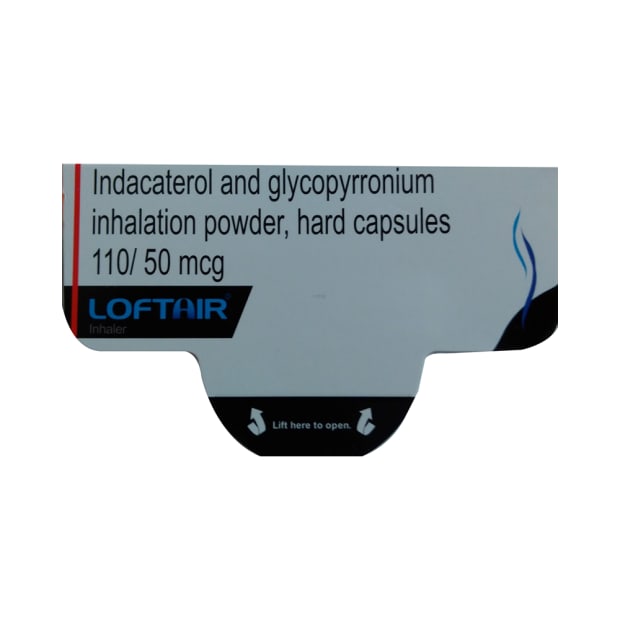 Indacaterol and glycopyrronium
inhalation powder, hard capsules
110/ 50 mcg
LOFTAIR®
Inhaler
Lift here to open.